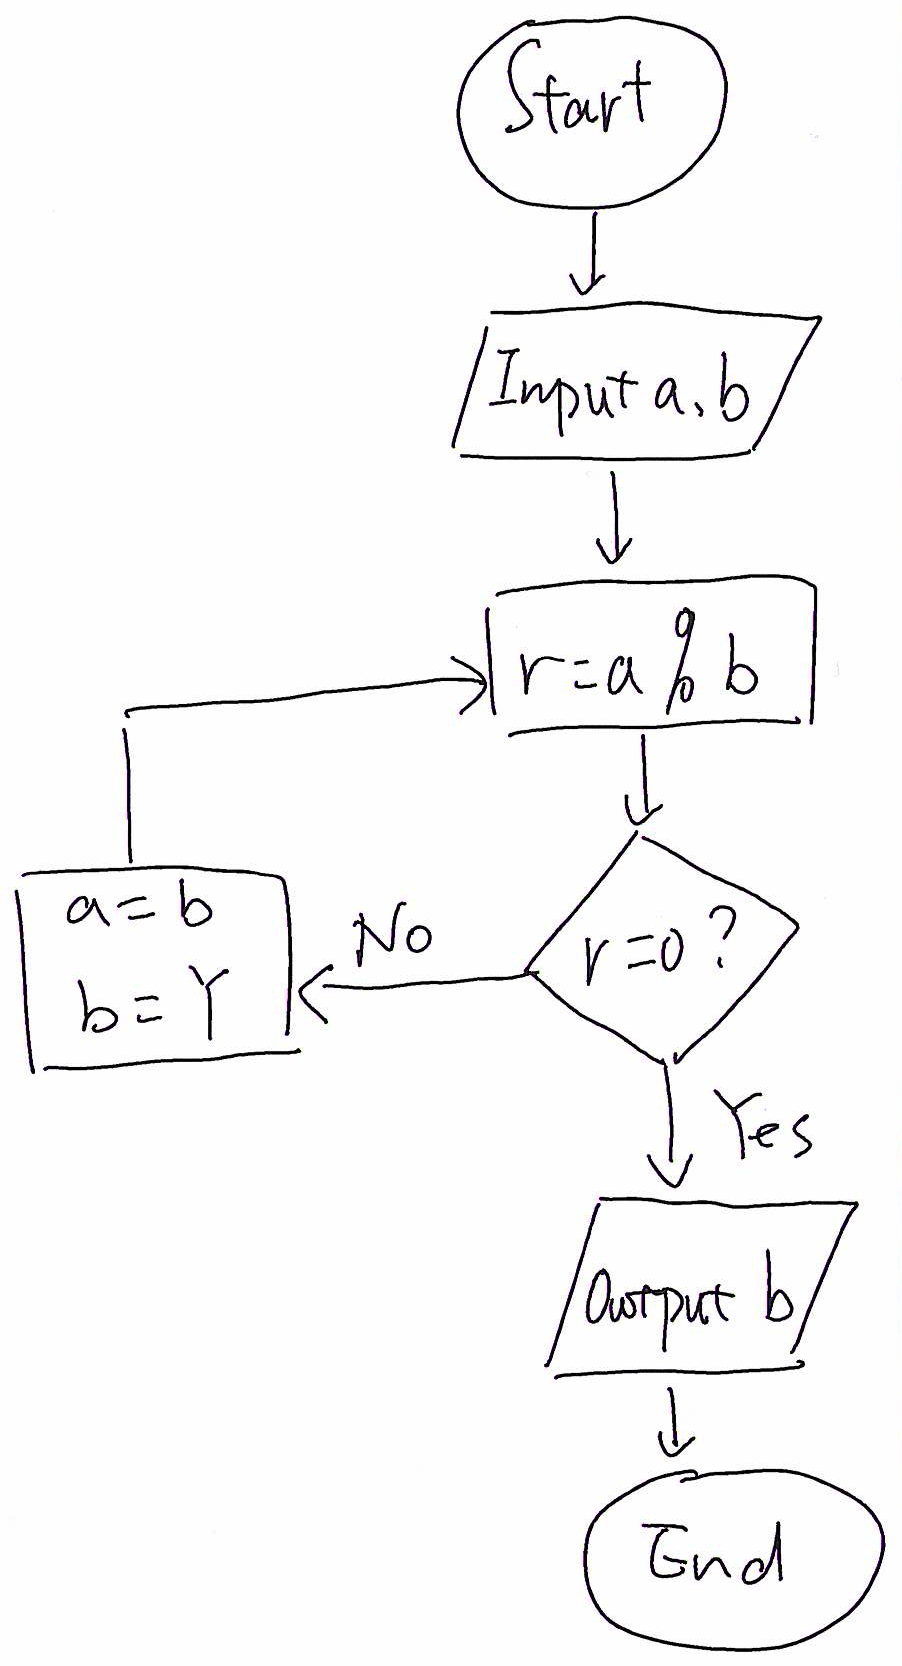 Start
Input a, b
r=a % b
r=0?
No
a=b
b=r
Yes
Output b
End